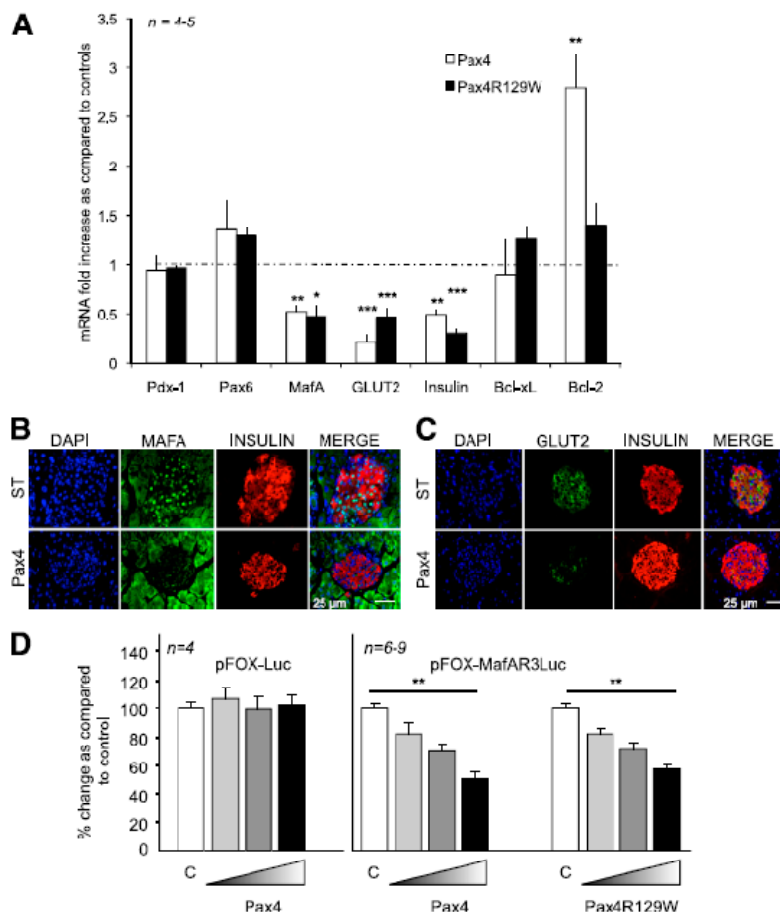 A
n = 4-5
mRNA fold increase as compared to controls
3.5
3
2.5
2
1.5
1
0.5
0
Pax4
Pax4R129W
**
** *
*** ***
** ***
Pdx-1 Pax6 MafA GLUT2 Insulin Bcl-xL Bcl-2
B
DAPI MAFA INSULIN MERGE
ST
Pax4
25 µm
C
DAPI GLUT2 INSULIN MERGE
ST
Pax4
25 µm
D
% change as compared
to control
140
120
100
80
60
40
20
0
n=4
pFOX-Luc
C
Pax4
n=6-9
pFOX-MafAR3Luc
**
**
C
Pax4
C
Pax4R129W